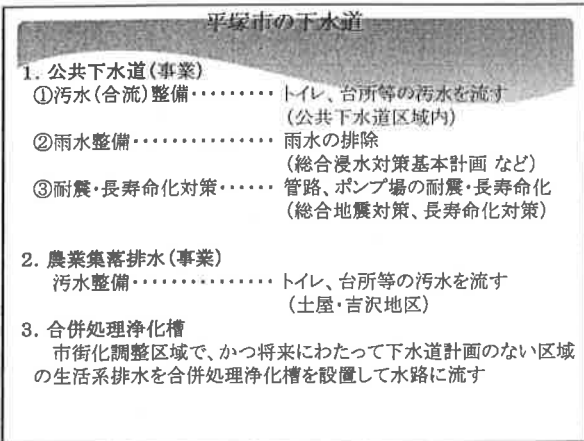 平塚市の下水道
1. 公共下水道(事業)
①汚水(合流)整備・・・・・・・・・ トイレ、台所等の汚水を流す
(公共下水道区域内)
②雨水整備・・・・・・・・・・・・ 雨水の排除
(総合浸水対策基本計画 など)
③耐震・長寿命化対策・・・・・・ 管路、ポンプ場の耐震・長寿命化
(総合地震対策、長寿命化対策)
2. 農業集落排水(事業)
汚水整備・・・・・・・・・・・・・・・ トイレ、台所等の汚水を流す
(土屋・吉沢地区)
3. 合併処理浄化槽
市街化調整区域で、かつ将来にわたって下水道計画のない区域
の生活系排水を合併処理浄化槽を設置して水路に流す